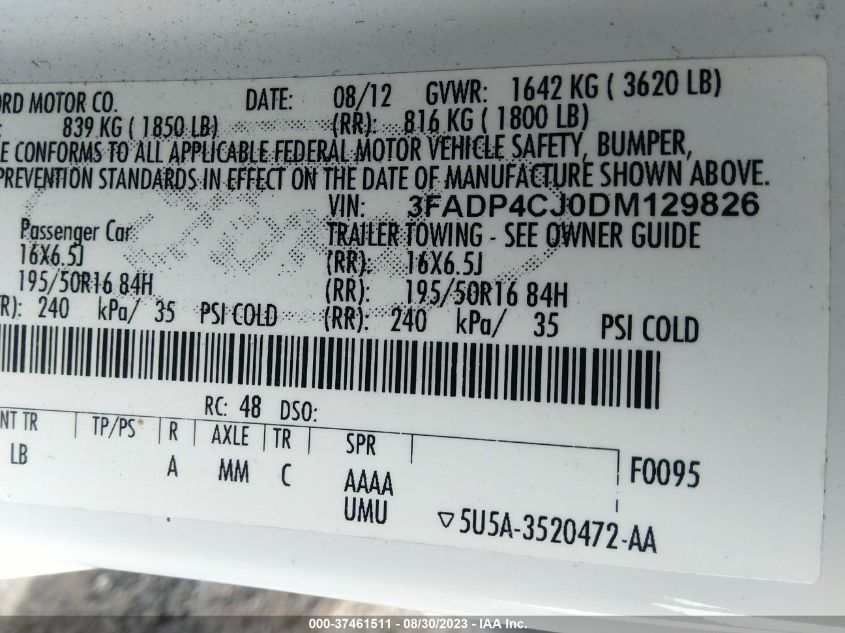 ORD MOTOR CO. DATE: 08/12 GVWR: 1642 KG ( 3620 LB)
: 839 KG ( 1850 LB) (RR): 816 KG ( 1800 LB)
E CONFORMS TO ALL APPLICABLE FEDERAL MOTOR VEHICLE SAFETY, BUMPER,
PREVENTION STANDARDS IN EFFECT ON THE DATE OF MANUFACTURE SHOWN ABOVE.
VIN: 3FADP4CJ0DM129826
Passenger Car TRAILER TOWING - SEE OWNER GUIDE
16X6.5J (RR): 16X6.5J
195/50R16 84H (RR): 195/50R16 84H
R): 240 kPa/ 35 PSI COLD (RR): 240 kPa/ 35 PSI COLD
RC: 48 DSO:
NT TR TP/PS R AXLE TR SPR
LB A MM C AAAA F0095
UMU ▽5U5A-3520472-AA
000-37461511 - 08/30/2023 - IAA Inc.